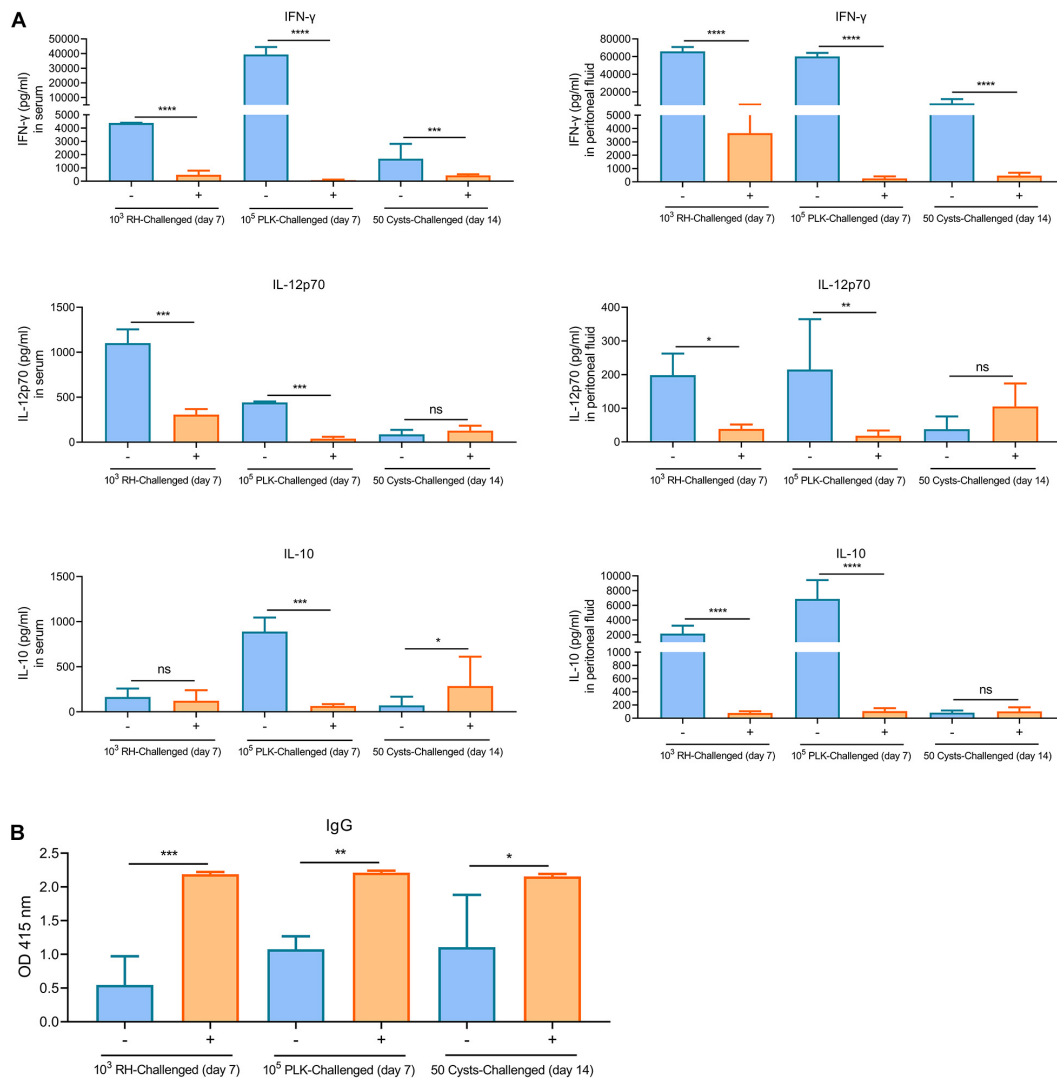 A
IFN-γ
IFN-γ (pg/ml)
in serum
50000
40000
30000
20000
10000
5000
4000
3000
2000
1000
0
****
****
***
- + - + - +
10³ RH-Challenged (day 7) 10⁵ PLK-Challenged (day 7) 50 Cysts-Challenged (day 14)
IFN-γ
IFN-γ (pg/ml)
in peritoneal fluid
80000
60000
40000
20000
5000
4000
3000
2000
1000
0
****
****
****
- + - + - +
10³ RH-Challenged (day 7) 10⁵ PLK-Challenged (day 7) 50 Cysts-Challenged (day 14)
IL-12p70
IL-12p70 (pg/ml)
in serum
1500
1000
500
0
***
***
ns
- + - + - +
10³ RH-Challenged (day 7) 10⁵ PLK-Challenged (day 7) 50 Cysts-Challenged (day 14)
IL-12p70
IL-12p70 (pg/ml)
in peritoneal fluid
400
300
200
100
0
*
**
ns
- + - + - +
10³ RH-Challenged (day 7) 10⁵ PLK-Challenged (day 7) 50 Cysts-Challenged (day 14)
IL-10
IL-10 (pg/ml)
in serum
1500
1000
500
0
ns
***
*
- + - + - +
10³ RH-Challenged (day 7) 10⁵ PLK-Challenged (day 7) 50 Cysts-Challenged (day 14)
IL-10
IL-10 (pg/ml)
in peritoneal fluid
10000
8000
6000
4000
2000
1000
800
600
400
200
0
****
****
ns
- + - + - +
10³ RH-Challenged (day 7) 10⁵ PLK-Challenged (day 7) 50 Cysts-Challenged (day 14)
B
IgG
OD 415 nm
2.5
2.0
1.5
1.0
0.5
0.0
***
**
*
- + - + - +
10³ RH-Challenged (day 7) 10⁵ PLK-Challenged (day 7) 50 Cysts-Challenged (day 14)